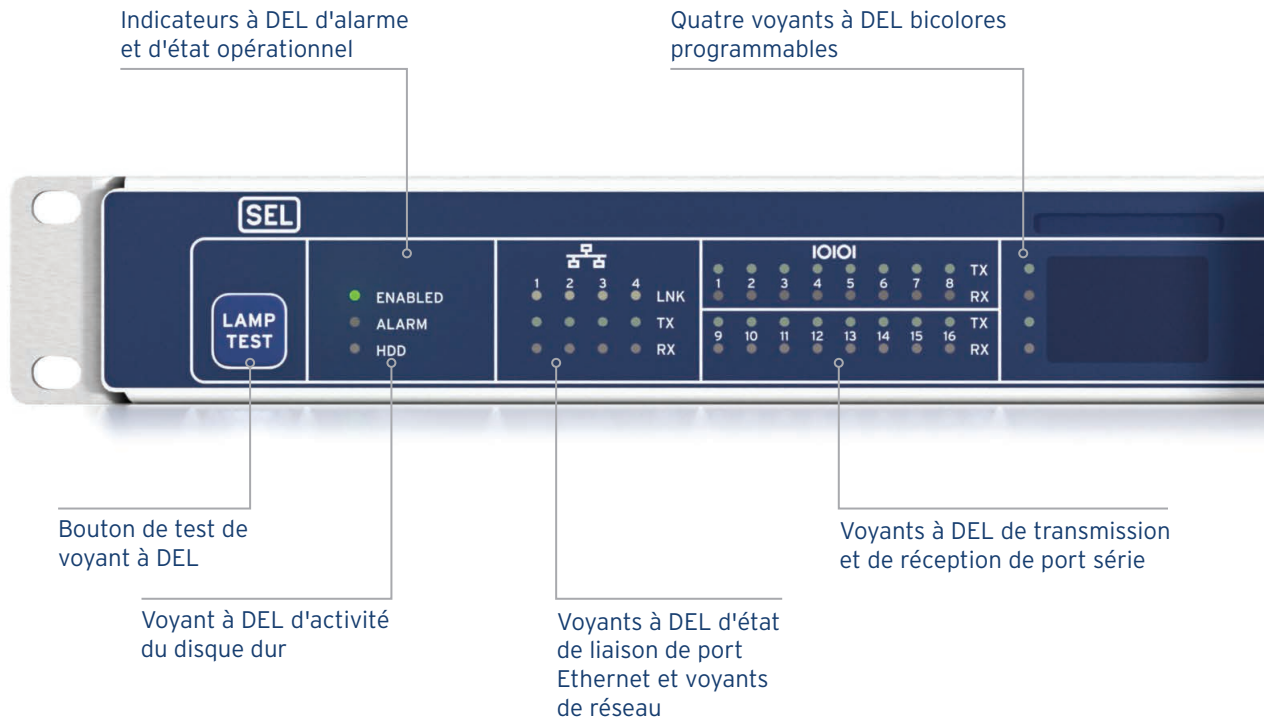 Indicateurs à DEL d'alarme
et d'état opérationnel
Quatre voyants à DEL bicolores
programmables
SEL
LAMP
TEST
ENABLED
ALARM
HDD
1 2 3 4 LNK
TX
RX
IOIOI
TX
1 2 3 4 5 6 7 8
RX
TX
9 10 11 12 13 14 15 16
RX
Bouton de test de
voyant à DEL
Voyant à DEL d'activité
du disque dur
Voyants à DEL d'état
de liaison de port
Ethernet et voyants
de réseau
Voyants à DEL de transmission
et de réception de port série